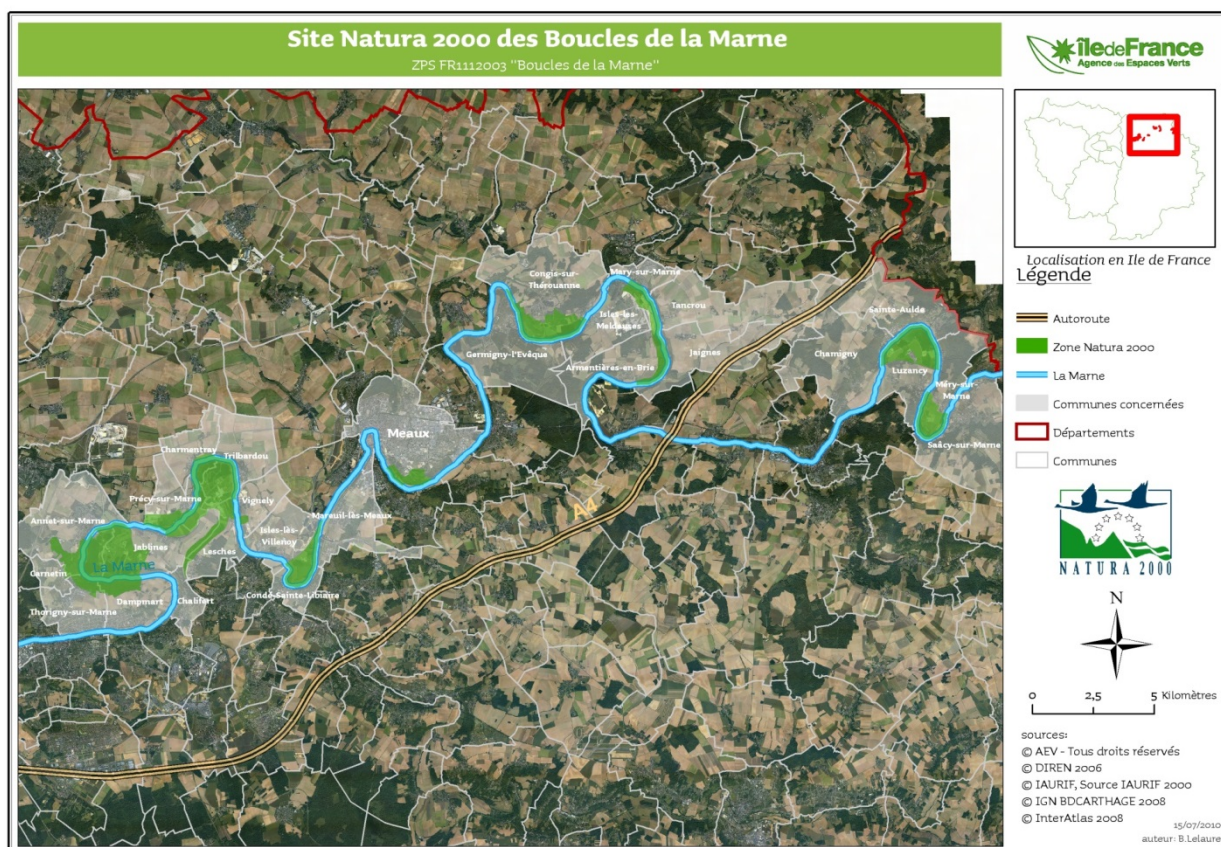 Site Natura 2000 des Boucles de la Marne
ZPS FR1112003 "Boucles de la Marne"
îledeFrance
Agence des Espaces Verts
Localisation en Ile de France
Légende
Autoroute
Zone Natura 2000
La Marne
Communes concernées
Départements
Communes
NATURA 2000
N
0 2,5 5 Kilomètres
sources:
© AEV - Tous droits réservés
© DIREN 2006
© IAURIF, Source IAURIF 2000
© IGN BDCARTHAGE 2008
© InterAtlas 2008
15/07/2010
auteur: B.Lelaure
Congis-sur-
Thérouanne
Mary-sur-Marne
Tancrou
Isles-les-
Meldeuses
Germigny-l'Evêque
Armentières-en-Brie
Jaignes
Sainte-Aulde
Chamigny
Luzancy
Méry-sur-
Marne
Saâcy-sur-Marne
Meaux
A4
Charmentray
Trilbardou
Précy-sur-Marne
Vignely
Mareuil-lès-Meaux
Isles-lès-
Villenoy
Annet-sur-Marne
Jablines
Lesches
La Marne
Carnetin
Condé-Sainte-Libiaire
Dampmart
Chalifert
Thorigny-sur-Marne